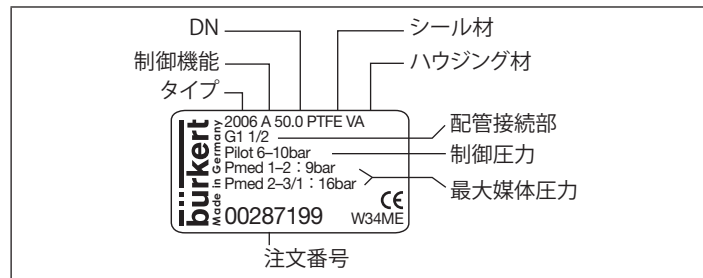 DN
シール材
制御機能
ハウジング材
タイプ
bürkert
Made in Germany
2006 A 50.0 PTFE VA
G1 1/2
Pilot 6–10bar
Pmed 1–2：9bar
Pmed 2–3/1：16bar
CE
00287199
W34ME
配管接続部
制御圧力
最大媒体圧力
注文番号